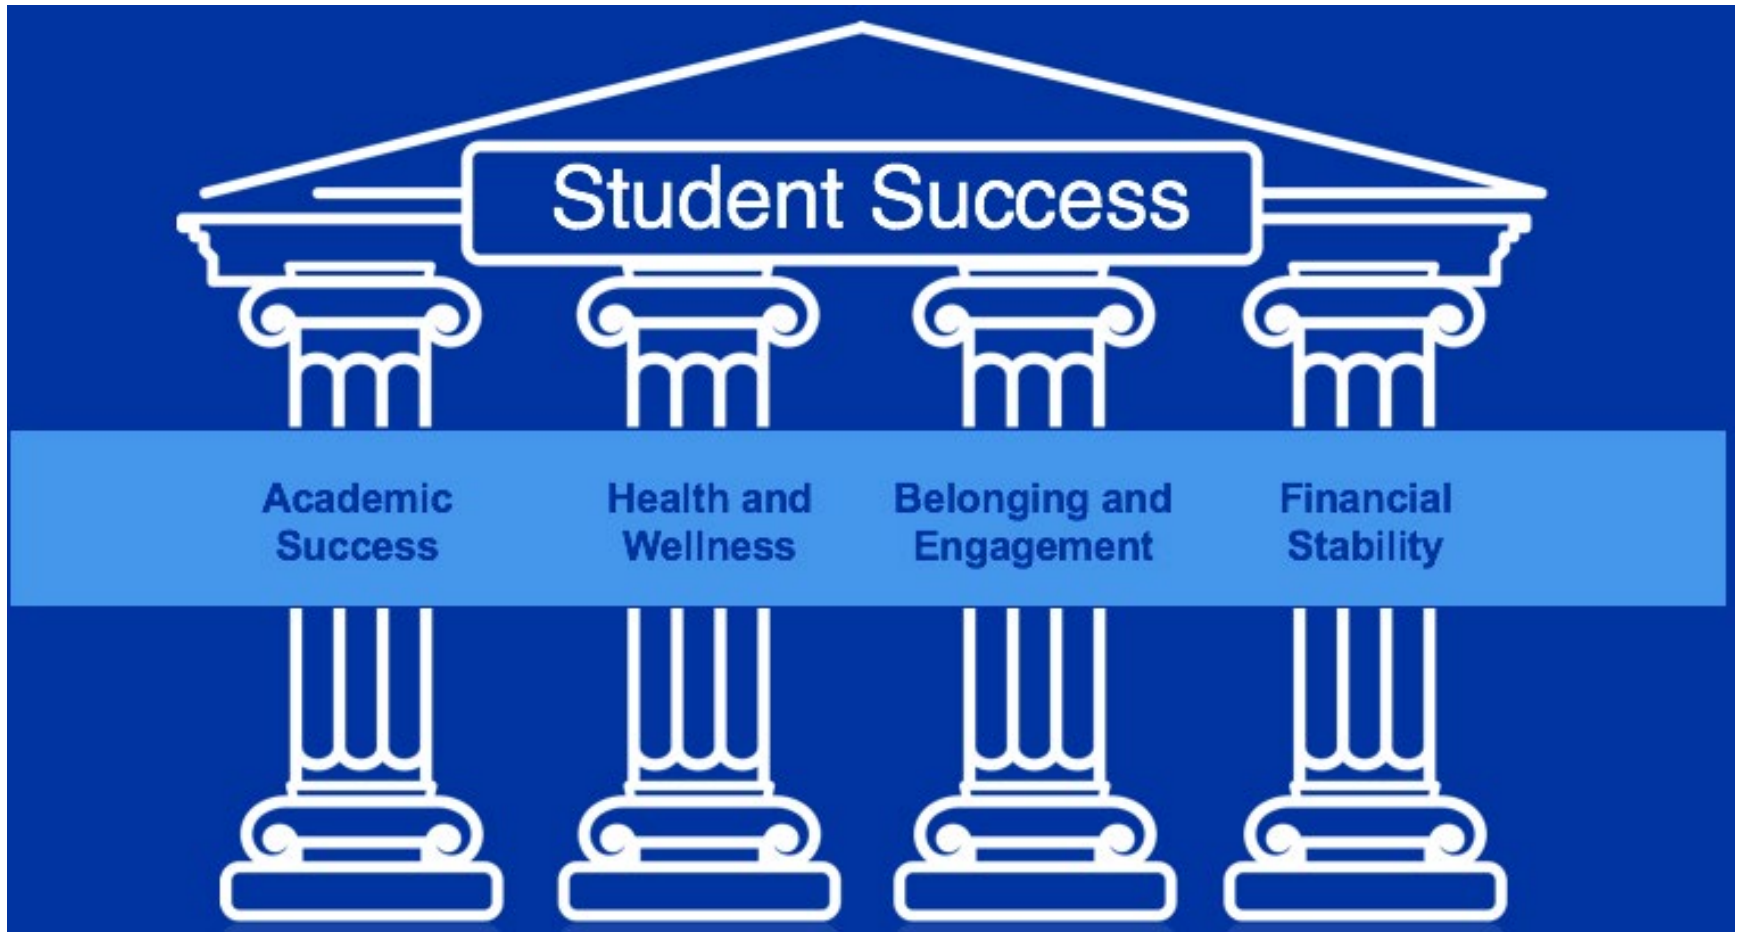 Student Success
Academic
Success
Health and
Wellness
Belonging and
Engagement
Financial
Stability